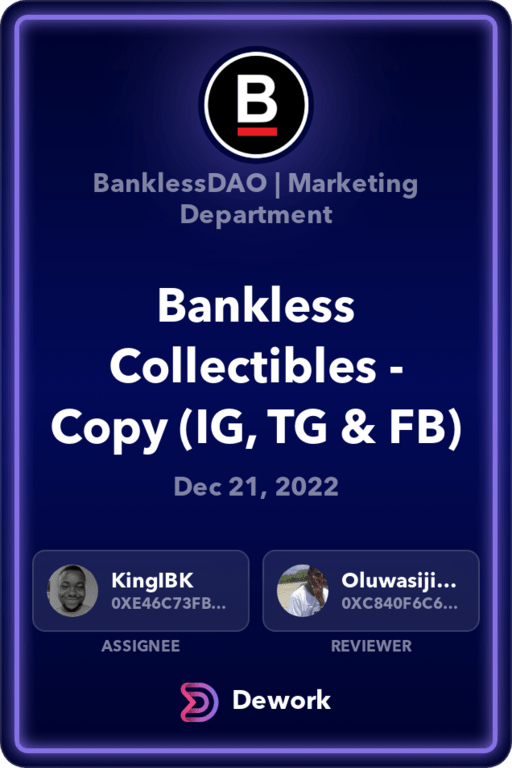 B
BanklessDAO | Marketing
Department
Bankless
Collectibles -
Copy (IG, TG & FB)
Dec 21, 2022
KingIBK
0XE46C73FB...
Oluwasiji...
0XC840F6C6...
ASSIGNEE
REVIEWER
Dework